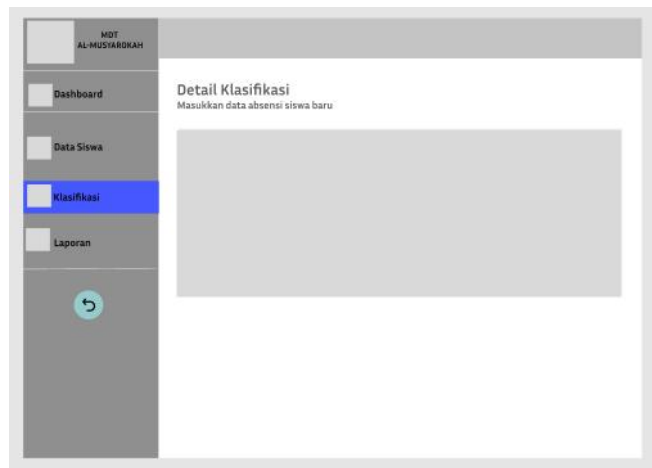 MDT
AL-MUSYAROKAH
Dashboard
Data Siswa
Klasifikasi
Laporan
Detail Klasifikasi
Masukkan data absensi siswa baru